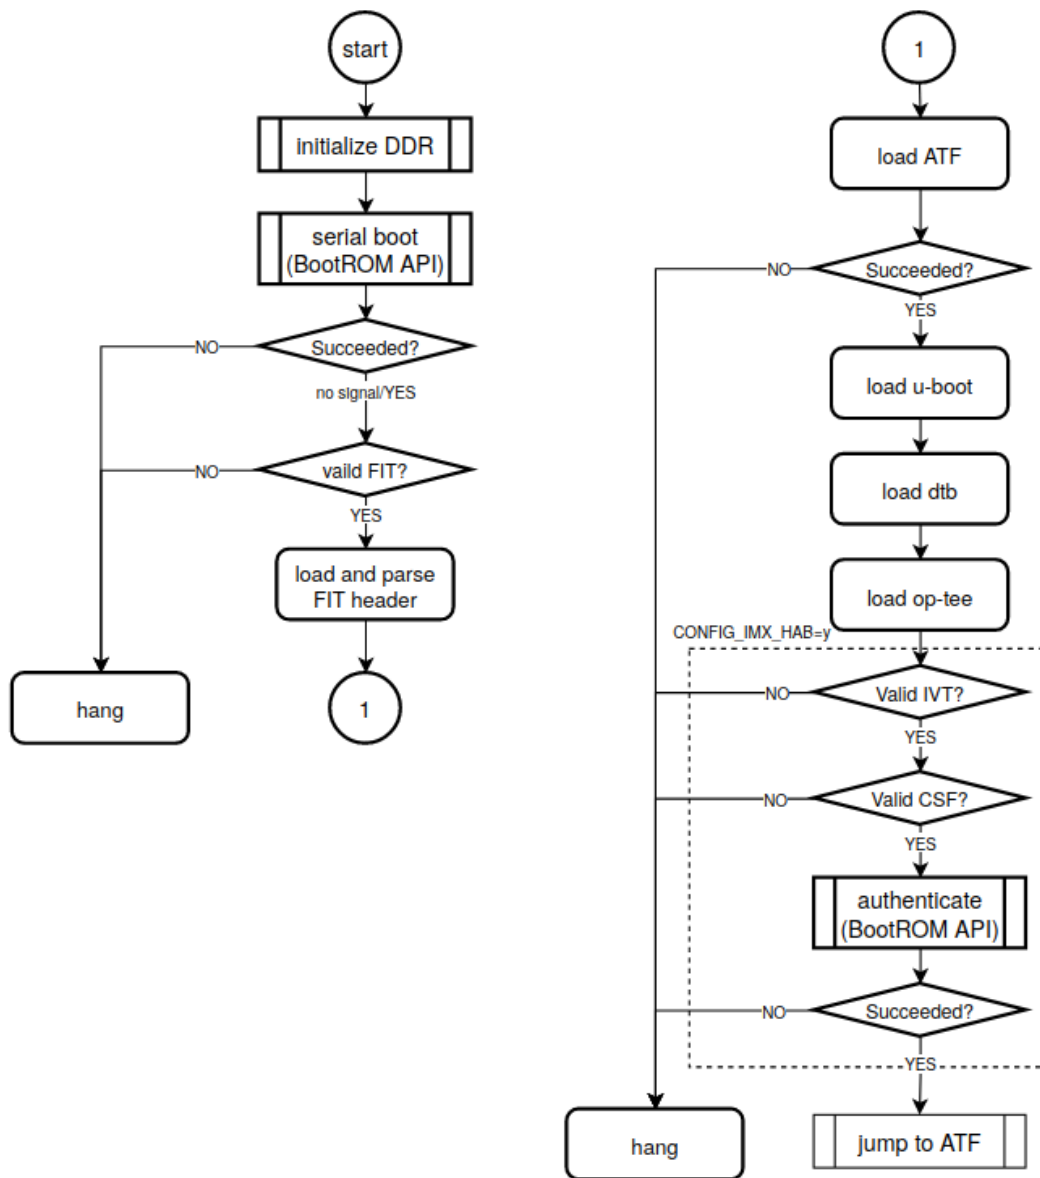 start
initialize DDR
serial boot
(BootROM API)
Succeeded?
NO
no signal/YES
vaild FIT?
NO
YES
load and parse
FIT header
hang
1
1
load ATF
Succeeded?
NO
YES
load u-boot
load dtb
load op-tee
CONFIG_IMX_HAB=y
Valid IVT?
NO
YES
Valid CSF?
NO
YES
authenticate
(BootROM API)
Succeeded?
NO
YES
hang
jump to ATF